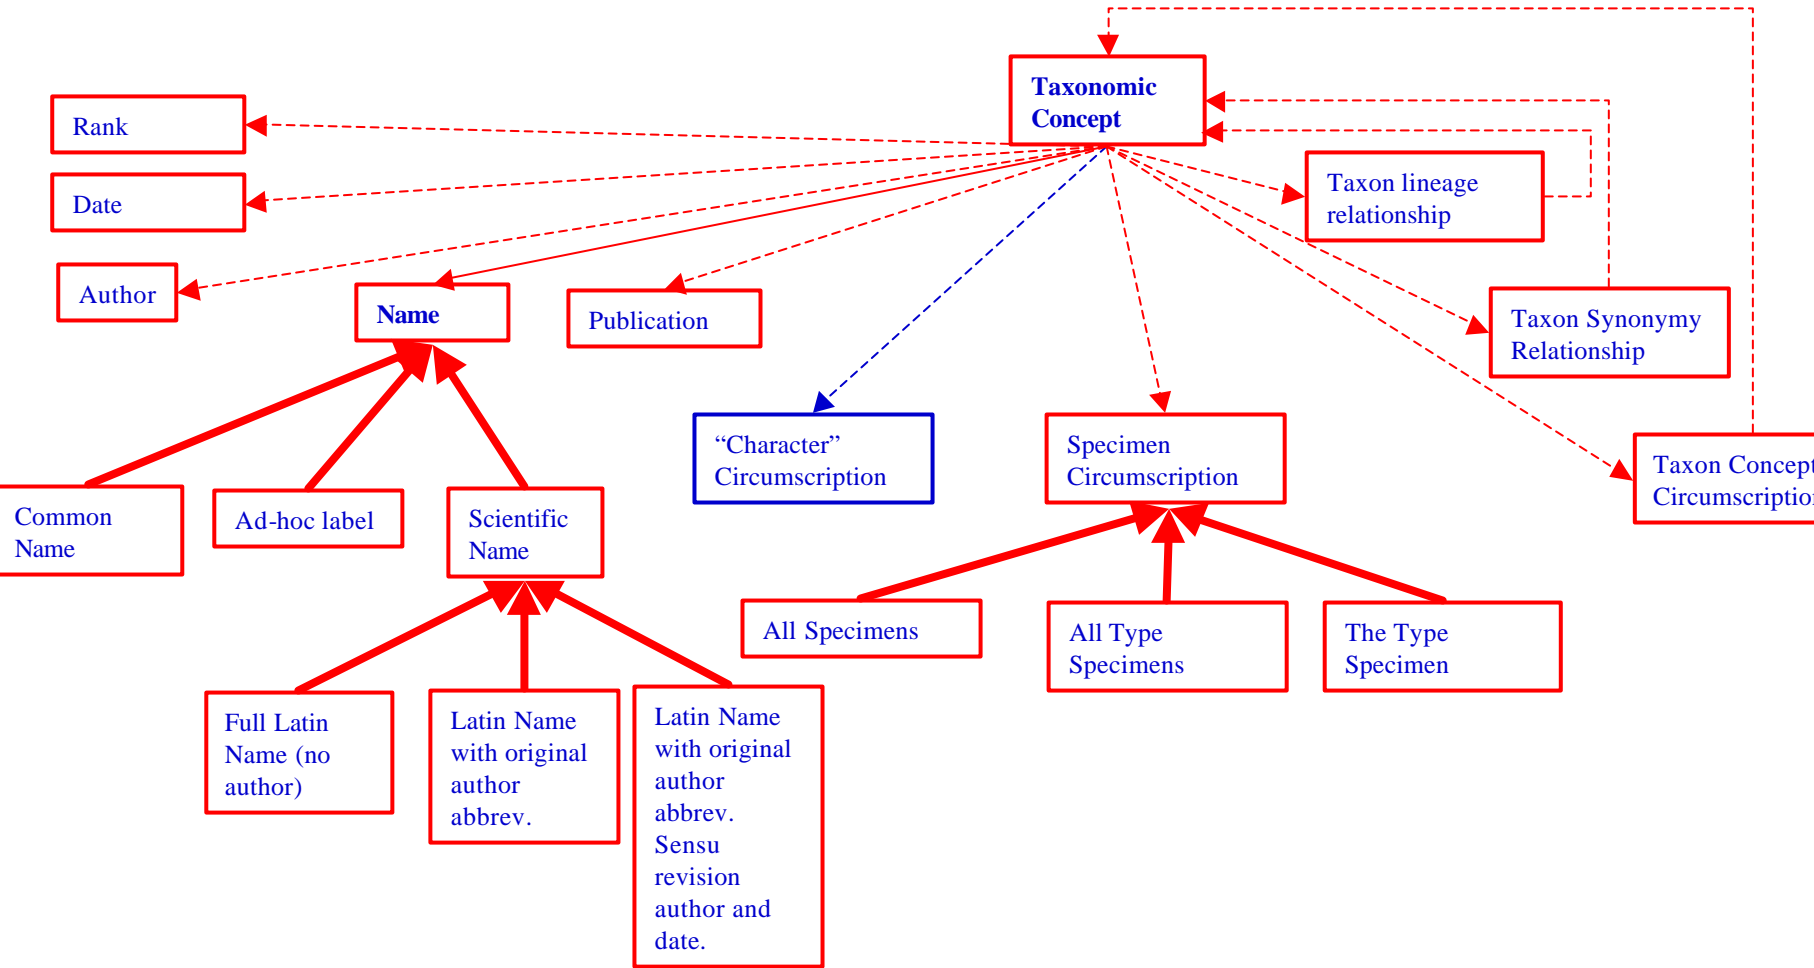 Taxonomic
Concept
Rank
Date
Author
Name
Publication
Taxon lineage
relationship
Taxon Synonymy
Relationship
“Character”
Circumscription
Specimen
Circumscription
Taxon Concept
Circumscription
Common
Name
Ad-hoc label
Scientific
Name
All Specimens
All Type
Specimens
The Type
Specimen
Full Latin
Name (no
author)
Latin Name
with original
author
abbrev.
Latin Name
with original
author
abbrev.
Sensu
revision
author and
date.